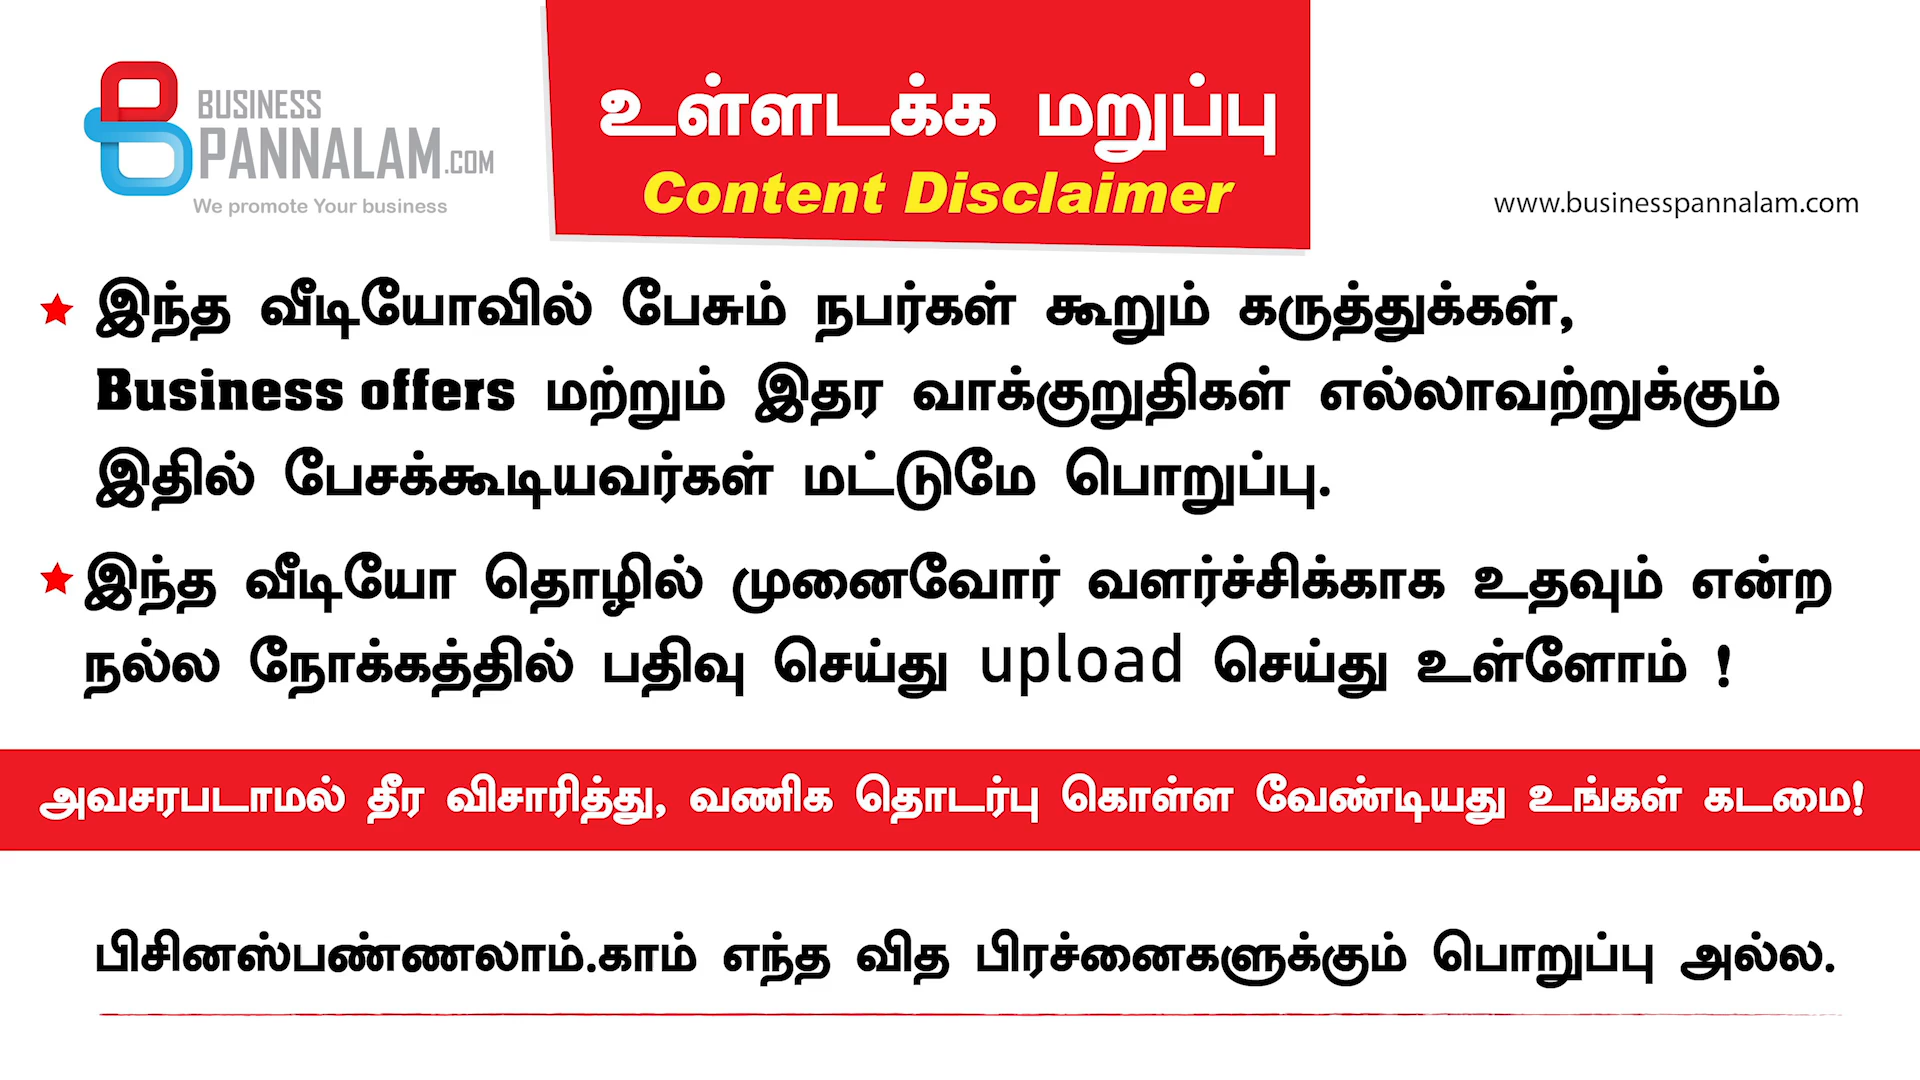 BUSINESS
PANNALAM.COM
We promote Your business
உள்ளடக்க மறுப்பு
Content Disclaimer
www.businesspannalam.com
இந்த வீடியோவில் பேசும் நபர்கள் கூறும் கருத்துக்கள்,
Business offers மற்றும் இதர வாக்குறுதிகள் எல்லாவற்றுக்கும்
இதில் பேசக்கூடியவர்கள் மட்டுமே பொறுப்பு.
இந்த வீடியோ தொழில் முனைவோர் வளர்ச்சிக்காக உதவும் என்ற
நல்ல நோக்கத்தில் பதிவு செய்து upload செய்து உள்ளோம் !
அவசரபடாமல் தீர விசாரித்து, வணிக தொடர்பு கொள்ள வேண்டியது உங்கள் கடமை!
பிசினஸ்பண்ணலாம்.காம் எந்த வித பிரச்னைகளுக்கும் பொறுப்பு அல்ல.